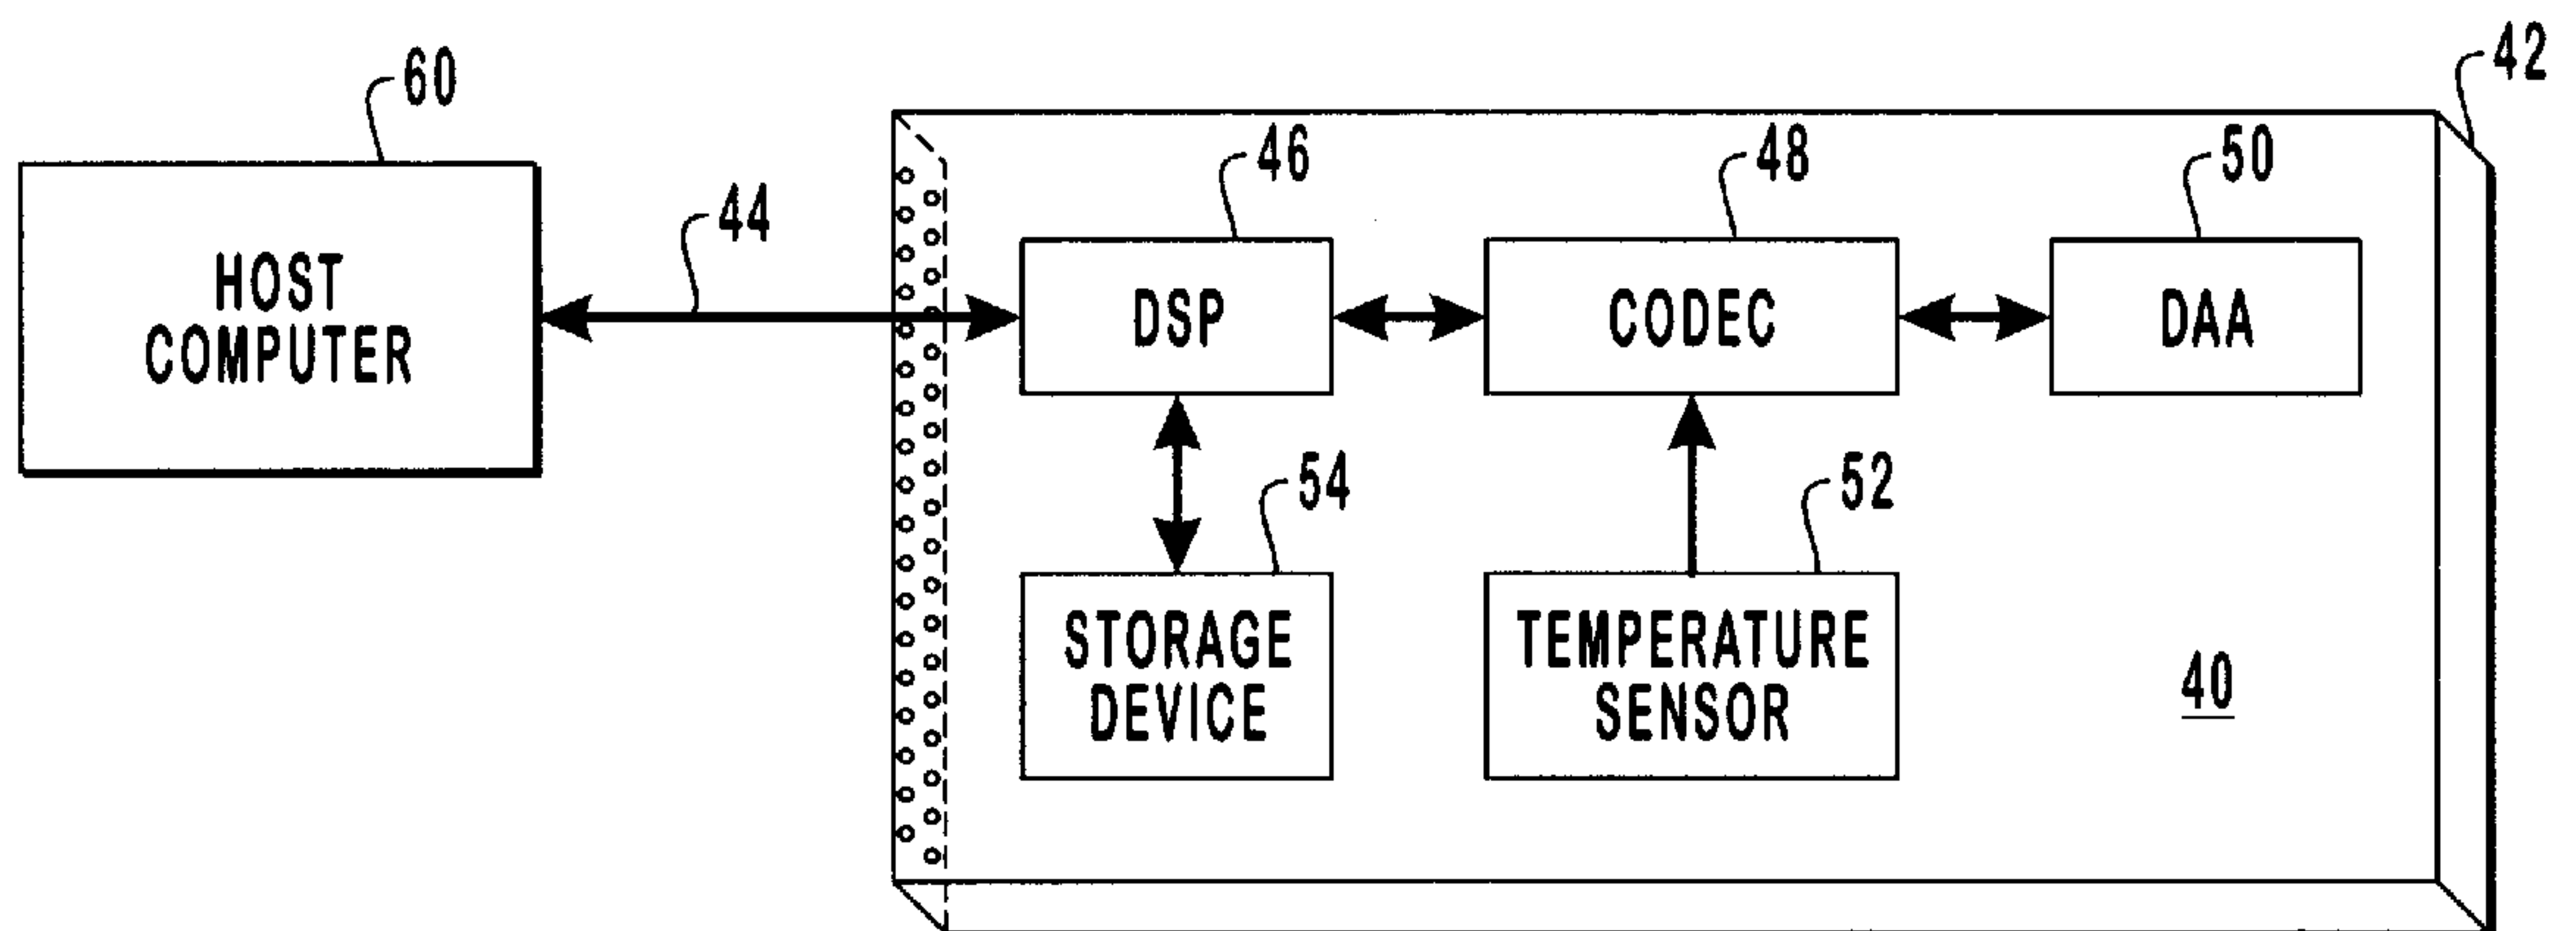 60
42
46
48
50
44
HOST
COMPUTER
DSP
CODEC
DAA
54
52
STORAGE
DEVICE
TEMPERATURE
SENSOR
40